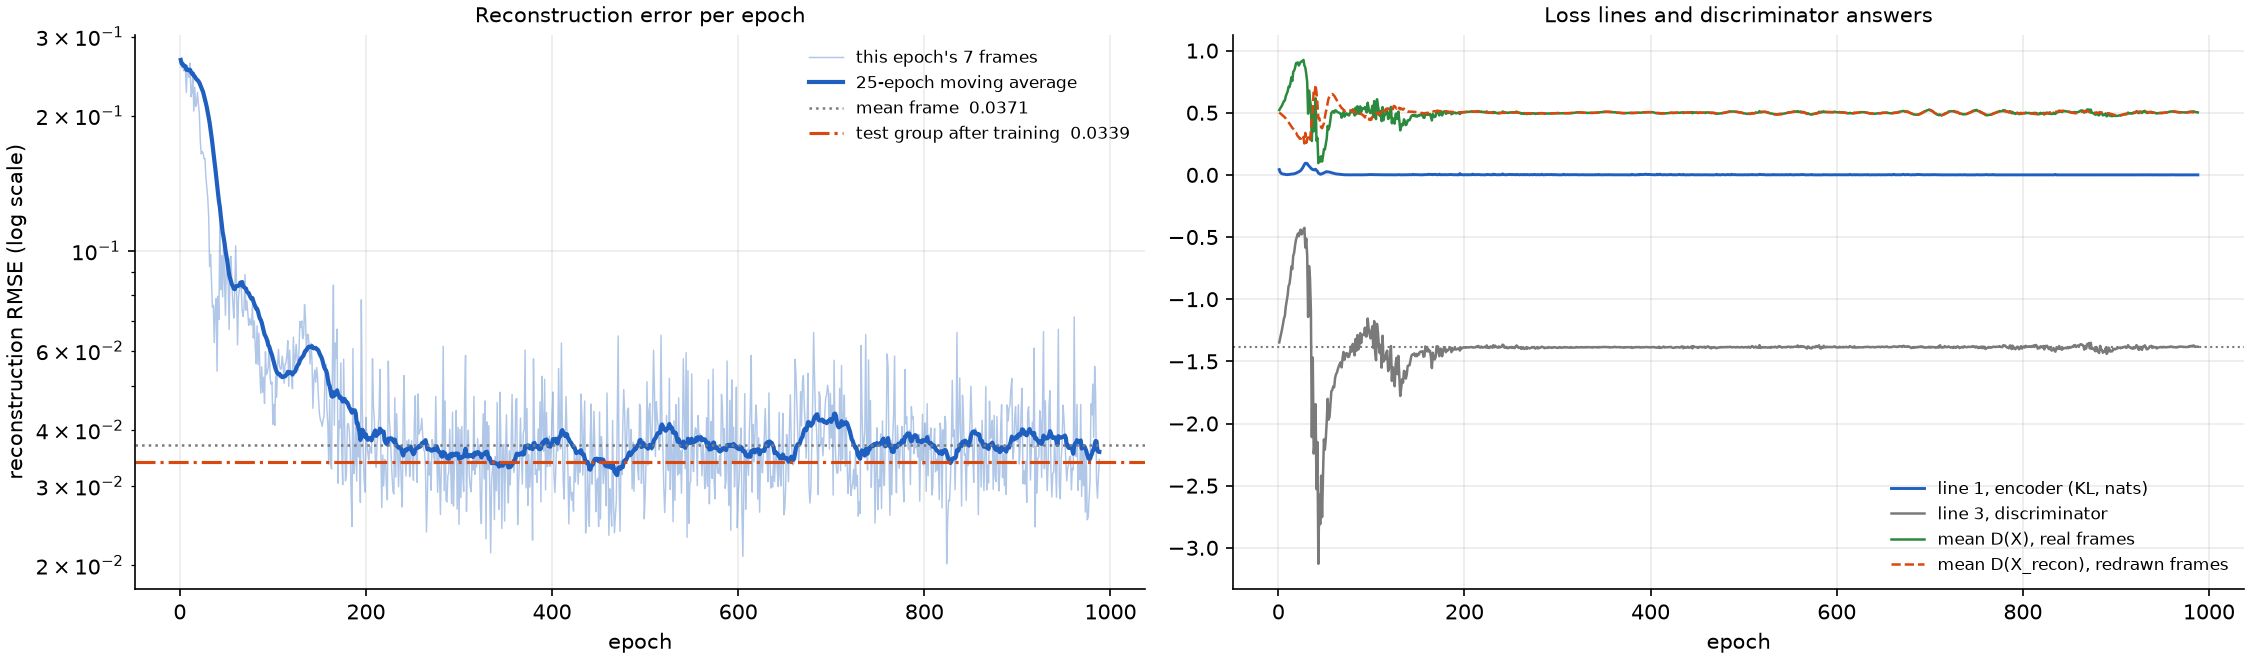 Reconstruction error per epoch
reconstruction RMSE (log scale)
3 × 10⁻¹
2 × 10⁻¹
10⁻¹
6 × 10⁻²
4 × 10⁻²
3 × 10⁻²
2 × 10⁻²
this epoch's 7 frames
25-epoch moving average
mean frame 0.0371
test group after training 0.0339
0 200 400 600 800 1000
epoch
Loss lines and discriminator answers
1.0
0.5
0.0
−0.5
−1.0
−1.5
−2.0
−2.5
−3.0
line 1, encoder (KL, nats)
line 3, discriminator
mean D(X), real frames
mean D(X_recon), redrawn frames
0 200 400 600 800 1000
epoch